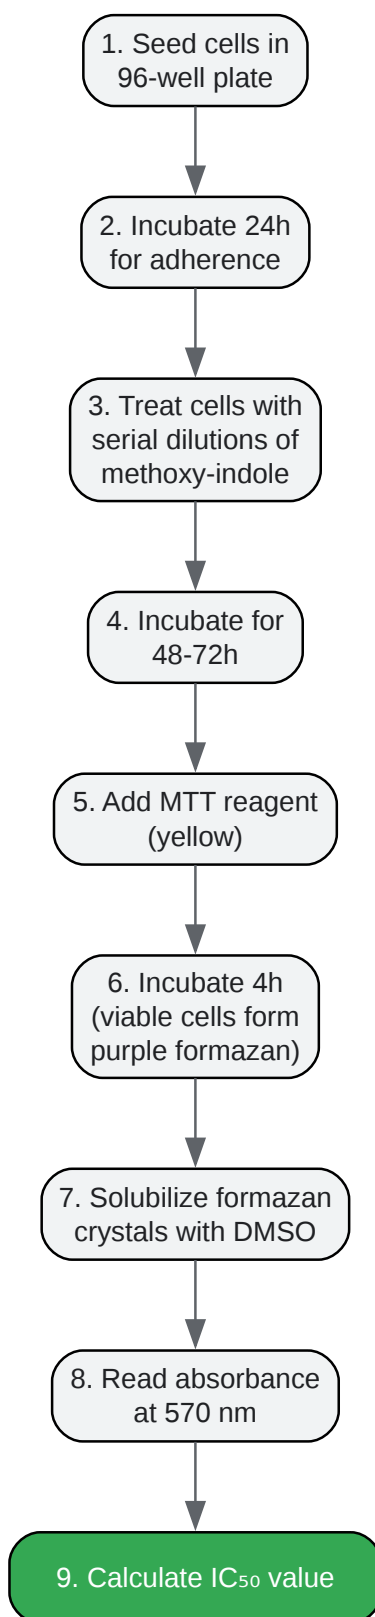 1. Seed cells in
96-well plate
2. Incubate 24h
for adherence
3. Treat cells with
serial dilutions of
methoxy-indole
4. Incubate for
48-72h
5. Add MTT reagent
(yellow)
6. Incubate 4h
(viable cells form
purple formazan)
7. Solubilize formazan
crystals with DMSO
8. Read absorbance
at 570 nm
9. Calculate IC₅₀ value